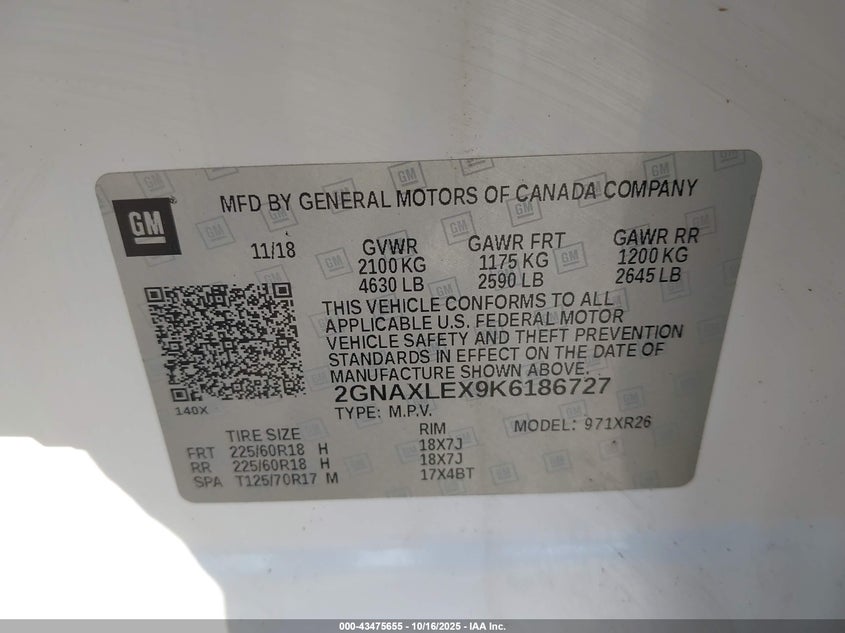 GM
MFD BY GENERAL MOTORS OF CANADA COMPANY
11/18
GVWR
2100 KG
4630 LB
GAWR FRT
1175 KG
2590 LB
GAWR RR
1200 KG
2645 LB
THIS VEHICLE CONFORMS TO ALL
APPLICABLE U.S. FEDERAL MOTOR
VEHICLE SAFETY AND THEFT PREVENTION
STANDARDS IN EFFECT ON THE DATE OF
MANUFACTURE SHOWN ABOVE.
2GNAXLEX9K6186727
140X
TYPE: M.P.V.
MODEL: 971XR26
TIRE SIZE
RIM
FRT 225/60R18 H 18X7J
RR 225/60R18 H 18X7J
SPA T125/70R17 M 17X4BT
000-43475655 - 10/16/2025 - IAA Inc.